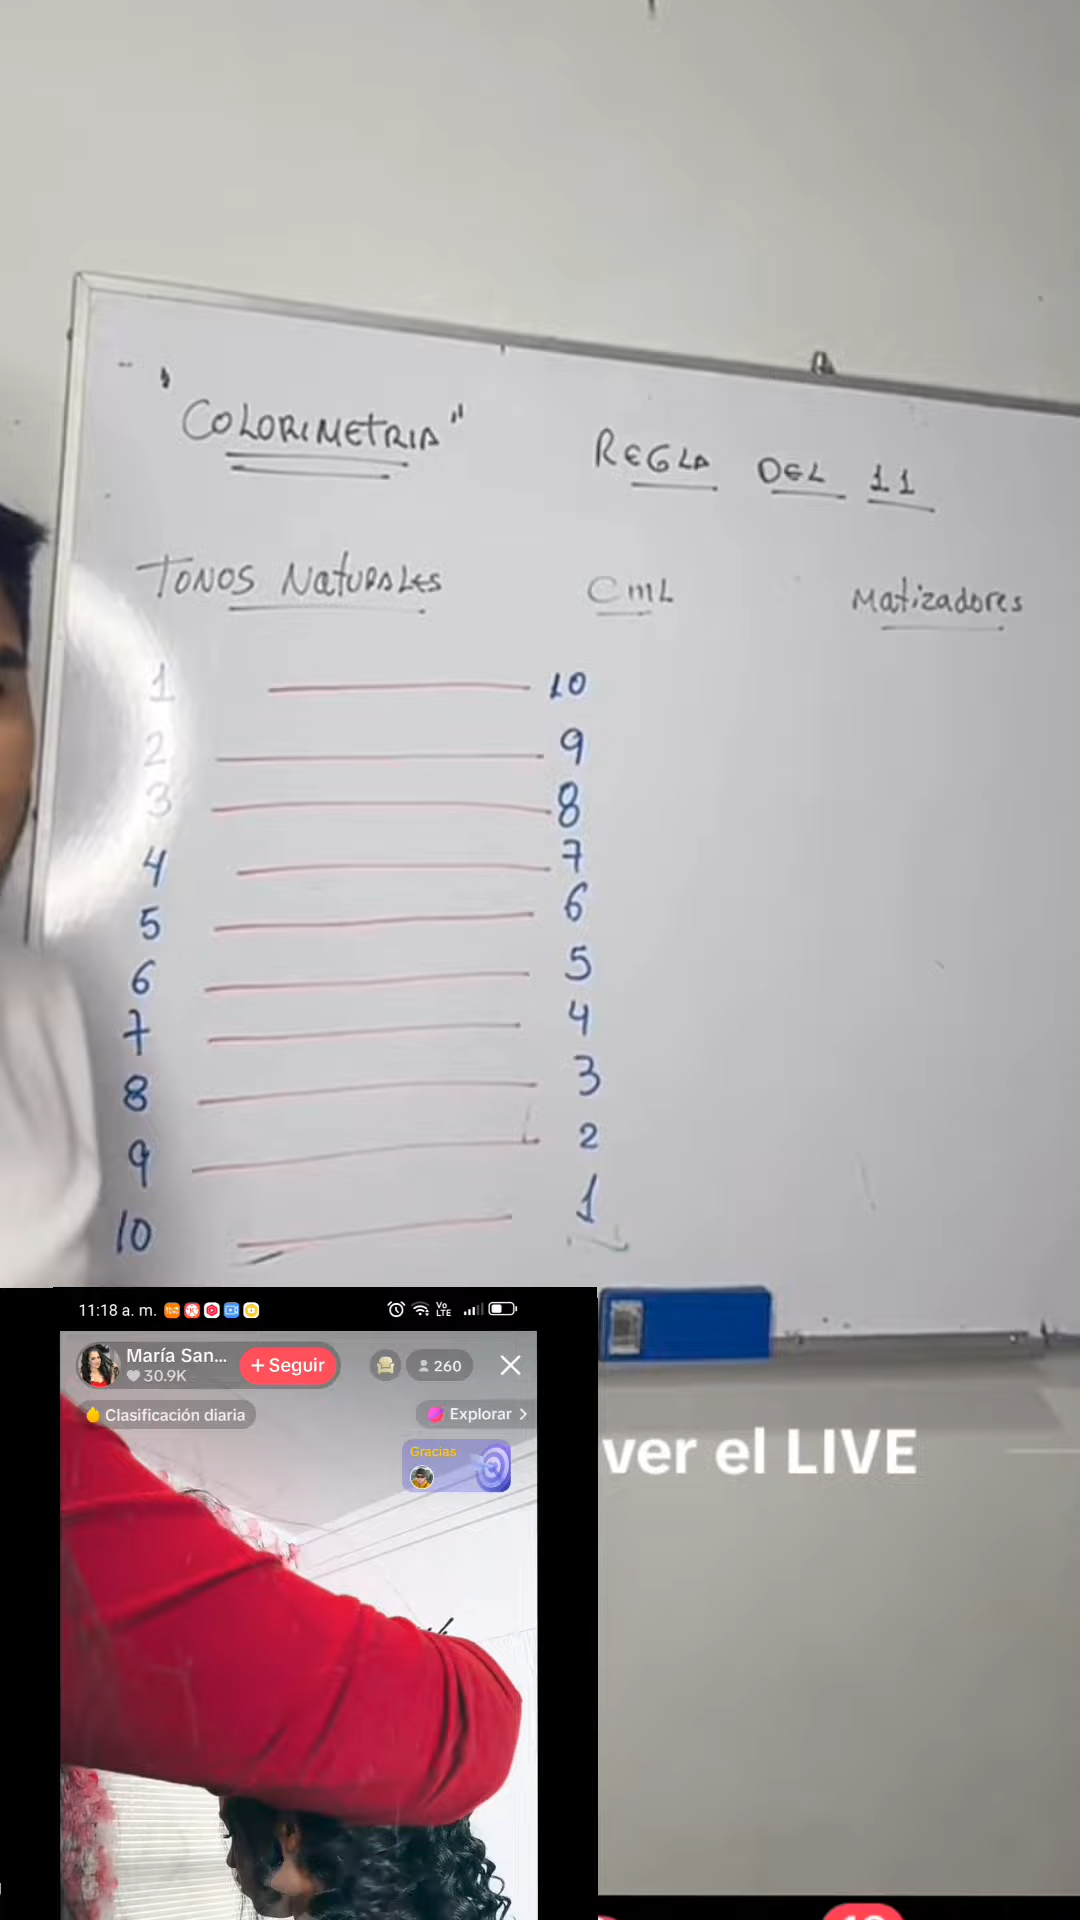 "COLORIMETRIA"
REGLA DEL 11
TONOS NATURALES
CML
Matizadores
1 10
2 9
3 8
4 7
5 6
6 5
7 4
8 3
9 2
10 1
11:18 a. m.
Vo LTE
María San...
30.9K
+ Seguir
260
Clasificación diaria
Explorar >
Gracias
ver el LIVE